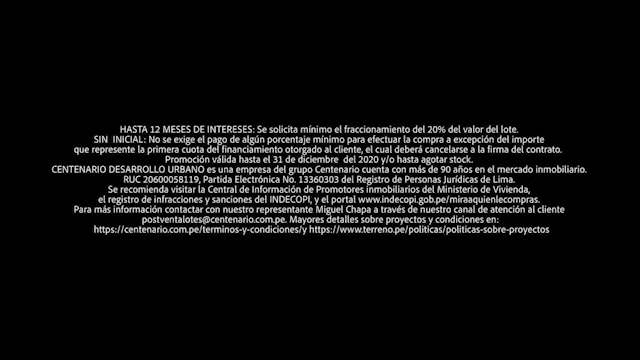 HASTA 12 MESES DE INTERESES: Se solicita mínimo el fraccionamiento del 20% del valor del lote.
SIN INICIAL: No se exige el pago de algún porcentaje mínimo para efectuar la compra a excepción del importe
que represente la primera cuota del financiamiento otorgado al cliente, el cual deberá cancelarse a la firma del contrato.
Promoción válida hasta el 31 de diciembre del 2020 y/o hasta agotar stock.
CENTENARIO DESARROLLO URBANO es una empresa del grupo Centenario cuenta con más de 90 años en el mercado inmobiliario.
RUC 20600058119, Partida Electrónica No. 13360303 del Registro de Personas Jurídicas de Lima.
Se recomienda visitar la Central de Información de Promotores inmobiliarios del Ministerio de Vivienda,
el registro de infracciones y sanciones del INDECOPI, y el portal www.indecopi.gob.pe/miraaquienlecompras.
Para más información contactar con nuestro representante Miguel Chapa a través de nuestro canal de atención al cliente
postventalotes@centenario.com.pe. Mayores detalles sobre proyectos y condiciones en:
https://centenario.com.pe/terminos-y-condiciones/y https://www.terreno.pe/politicas/politicas-sobre-proyectos